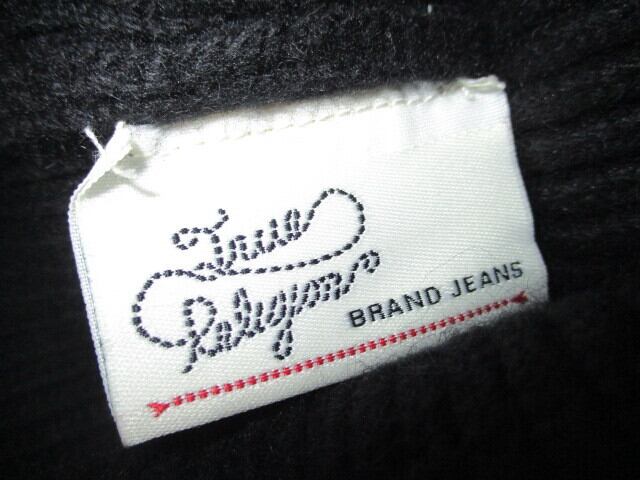 True
Religion
BRAND JEANS